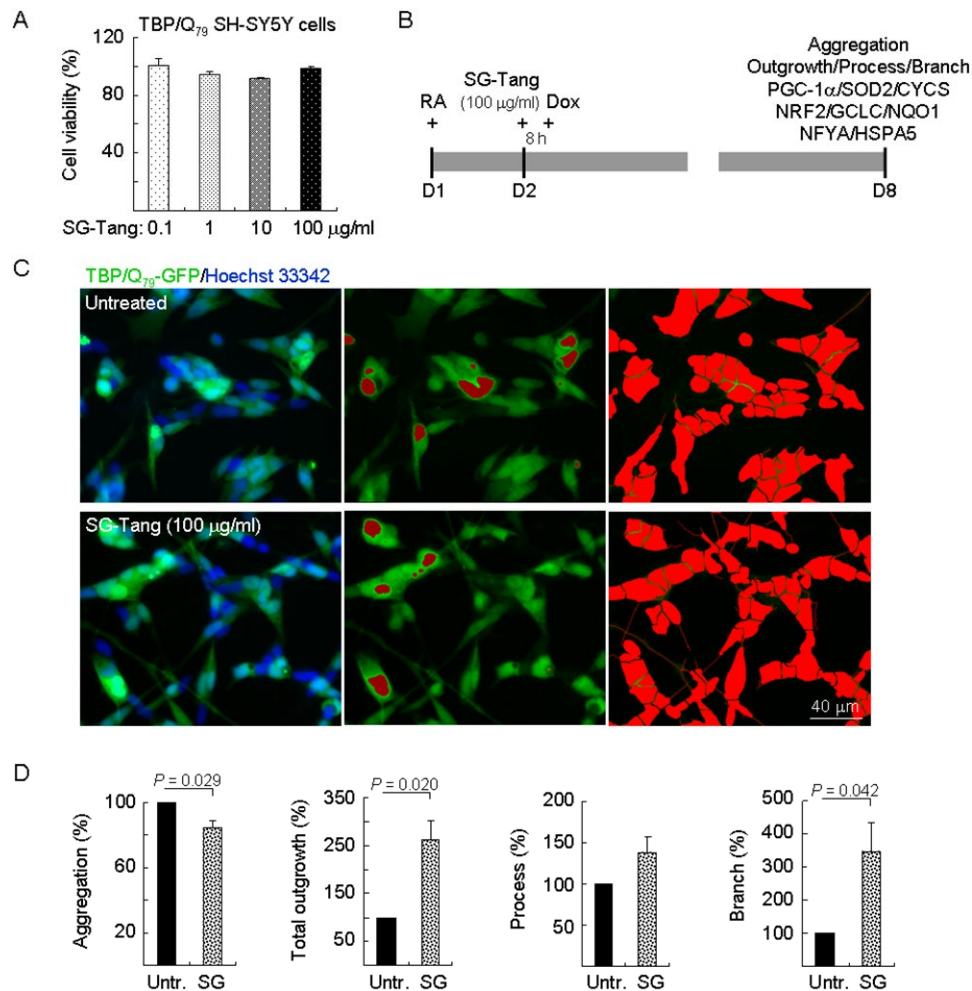 A
TBP/Q79 SH-SY5Y cells
Cell viability (%)
120
80
40
SG-Tang: 0.1 1 10 100 μg/ml
B
SG-Tang
(100 μg/ml)
RA
Dox
+ + +
8 h
D1 D2 D8
Aggregation
Outgrowth/Process/Branch
PGC-1α/SOD2/CYCS
NRF2/GCLC/NQO1
NFYA/HSPA5
C
TBP/Q79-GFP/Hoechst 33342
Untreated
SG-Tang (100 μg/ml)
40 μm
D
P = 0.029
Aggregation (%)
100
80
60
40
20
Untr. SG
P = 0.020
Total outgrowth (%)
350
250
150
50
Untr. SG
Process (%)
200
150
100
50
Untr. SG
P = 0.042
Branch (%)
500
400
300
200
100
Untr. SG